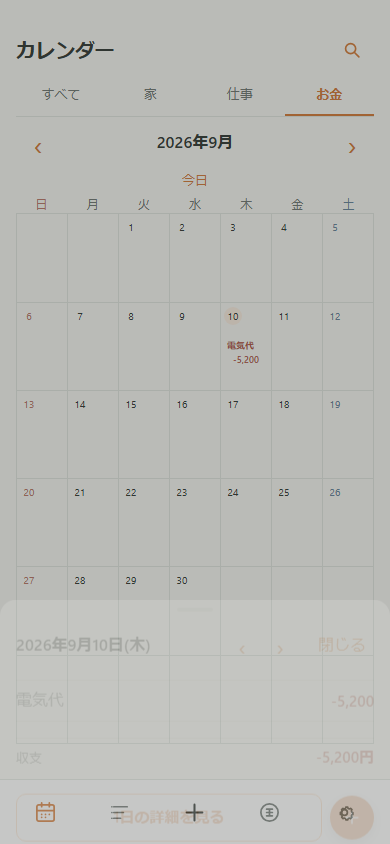 カレンダー
すべて 家 仕事 お金
‹ 2026年9月 ›
今日
日 月 火 水 木 金 土
1 2 3 4 5
6 7 8 9 10 11 12
電気代
-5,200
13 14 15 16 17 18 19
20 21 22 23 24 25 26
27 28 29 30
2026年9月10日(木) ‹ › 閉じる
電気代 -5,200
収支 -5,200円
日の詳細を見る